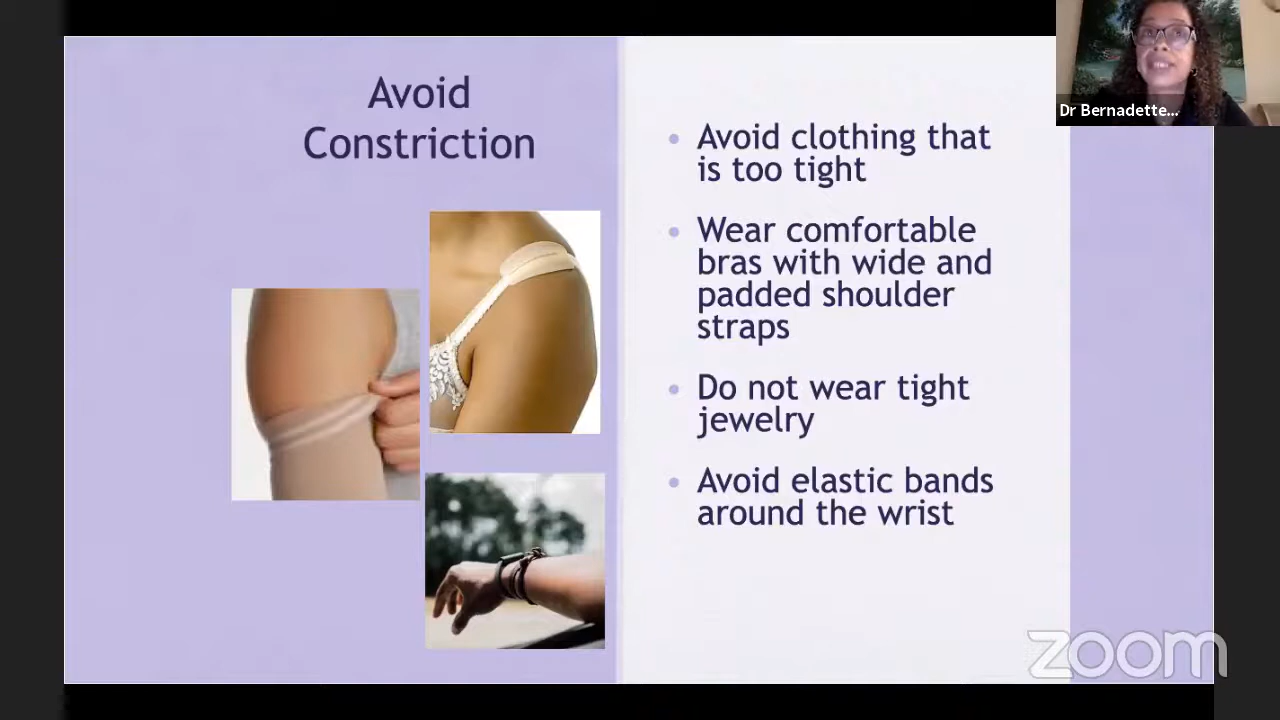 Avoid
Constriction
Avoid clothing that
is too tight
Wear comfortable
bras with wide and
padded shoulder
straps
Do not wear tight
jewelry
Avoid elastic bands
around the wrist
Dr Bernadette...
zoom